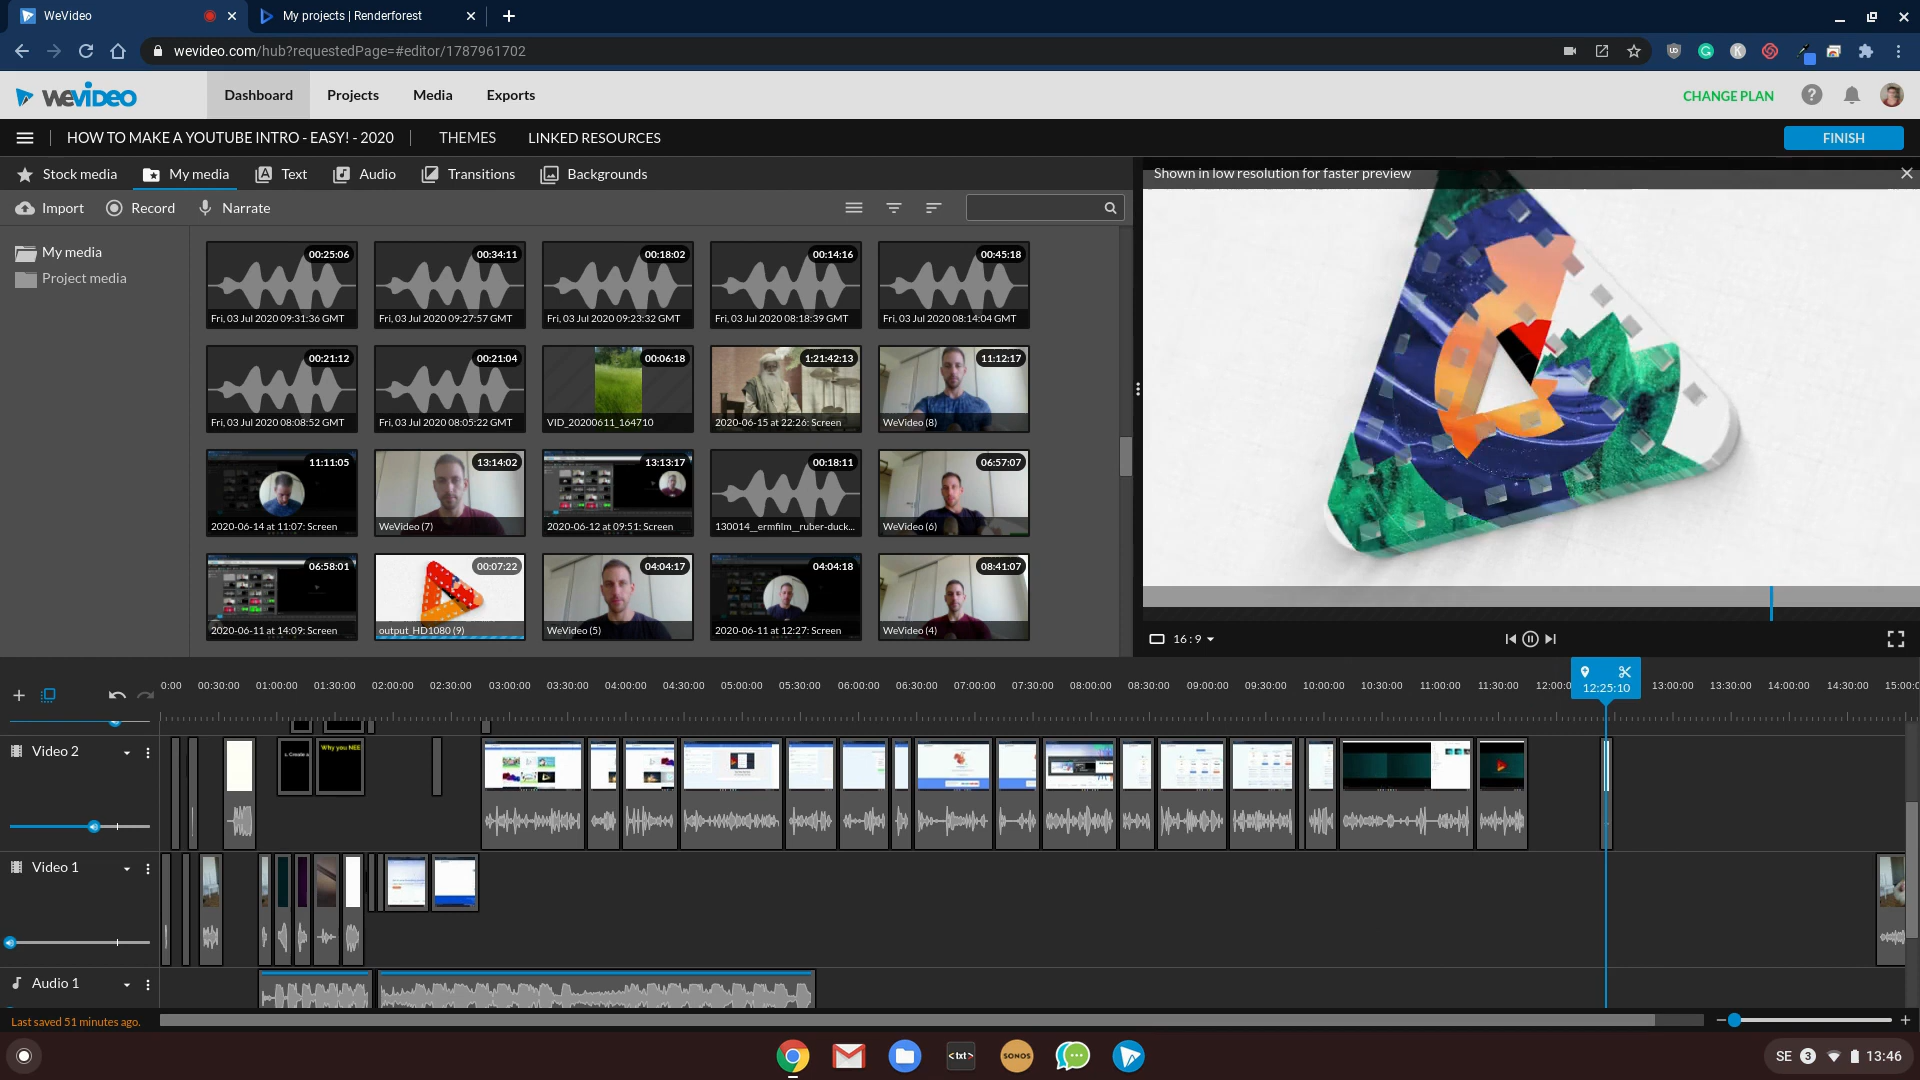 WeVideo
My projects | Renderforest
wevideo.com/hub?requestedPage=#editor/1787961702
WEVIDEO
Dashboard
Projects
Media
Exports
CHANGE PLAN
HOW TO MAKE A YOUTUBE INTRO - EASY! - 2020
THEMES
LINKED RESOURCES
FINISH
Stock media
My media
Text
Audio
Transitions
Backgrounds
Shown in low resolution for faster preview
Import
Record
Narrate
My media
Project media
00:25:06
00:34:11
00:18:02
00:14:16
00:45:18
Fri, 03 Jul 2020 09:31:36 GMT
Fri, 03 Jul 2020 09:27:57 GMT
Fri, 03 Jul 2020 09:23:32 GMT
Fri, 03 Jul 2020 08:18:39 GMT
Fri, 03 Jul 2020 08:14:04 GMT
00:21:12
00:21:04
00:06:18
1:21:42:13
11:12:17
Fri, 03 Jul 2020 08:08:52 GMT
Fri, 03 Jul 2020 08:05:22 GMT
VID_20200611_164710
2020-06-15 at 22:26: Screen
WeVideo (8)
11:11:05
13:14:02
13:13:17
00:18:11
06:57:07
2020-06-14 at 11:07: Screen
WeVideo (7)
2020-06-12 at 09:51: Screen
130014__ermfilm__ruber-duck...
WeVideo (6)
06:58:01
00:07:22
04:04:17
04:04:18
08:41:07
2020-06-11 at 14:09: Screen
output_HD1080 (9)
WeVideo (5)
2020-06-11 at 12:27: Screen
WeVideo (4)
16 : 9
0:00 00:30:00 01:00:00 01:30:00 02:00:00 02:30:00 03:00:00 03:30:00 04:00:00 04:30:00 05:00:00 05:30:00 06:00:00 06:30:00 07:00:00 07:30:00 08:00:00 08:30:00 09:00:00 09:30:00 10:00:00 10:30:00 11:00:00 11:30:00 12:00:0 12:25:10 13:00:00 13:30:00 14:00:00 14:30:00 15:00:0
Video 2
Why you NEE
Video 1
Audio 1
Last saved 51 minutes ago.
<txt>
SONOS
SE 3 13:46